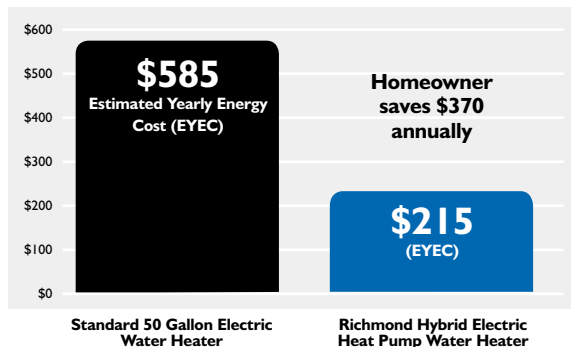 $600
$500
$400
$300
$200
$100
$0
$585
Estimated Yearly Energy
Cost (EYEC)
Homeowner
saves $370
annually
$215
(EYEC)
Standard 50 Gallon Electric
Water Heater
Richmond Hybrid Electric
Heat Pump Water Heater